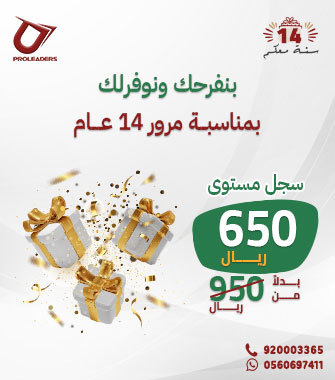 PROLEADERS
14
سنة معكم
بنفرحك ونوفرلك
بمناسبة مرور 14 عام
سجل مستوى
650
ريال
بدلاً من 950 ريال
920003365
0560697411